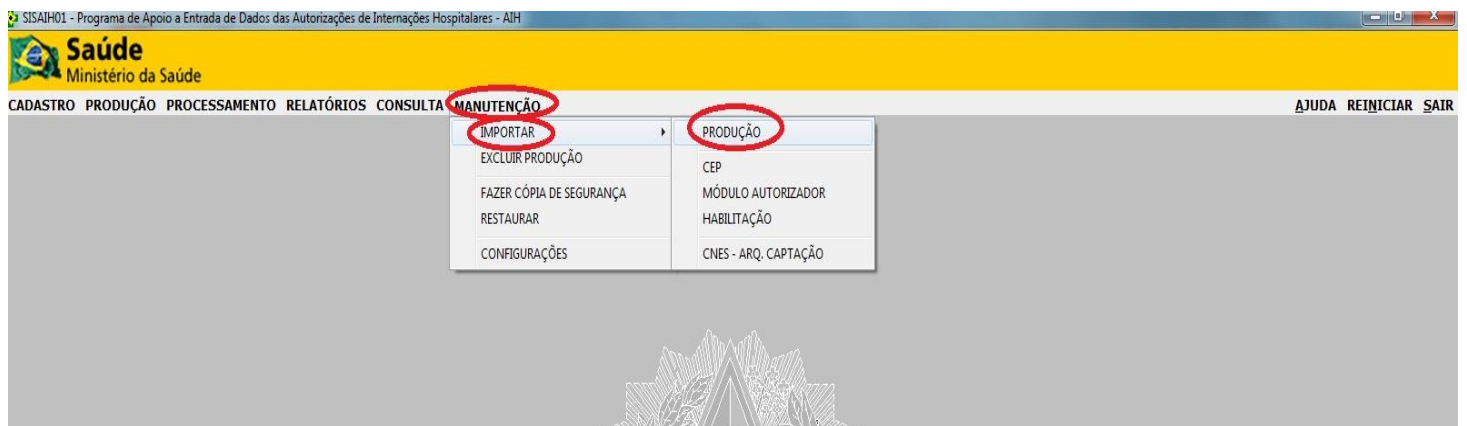 SISAIH01 - Programa de Apoio a Entrada de Dados das Autorizações de Internações Hospitalares - AIH
Saúde
Ministério da Saúde
CADASTRO PRODUÇÃO PROCESSAMENTO RELATÓRIOS CONSULTA MANUTENÇÃO AJUDA REINICIAR SAIR
IMPORTAR PRODUÇÃO
EXCLUIR PRODUÇÃO CEP
FAZER CÓPIA DE SEGURANÇA MÓDULO AUTORIZADOR
RESTAURAR HABILITAÇÃO
CONFIGURAÇÕES CNES - ARQ. CAPTAÇÃO